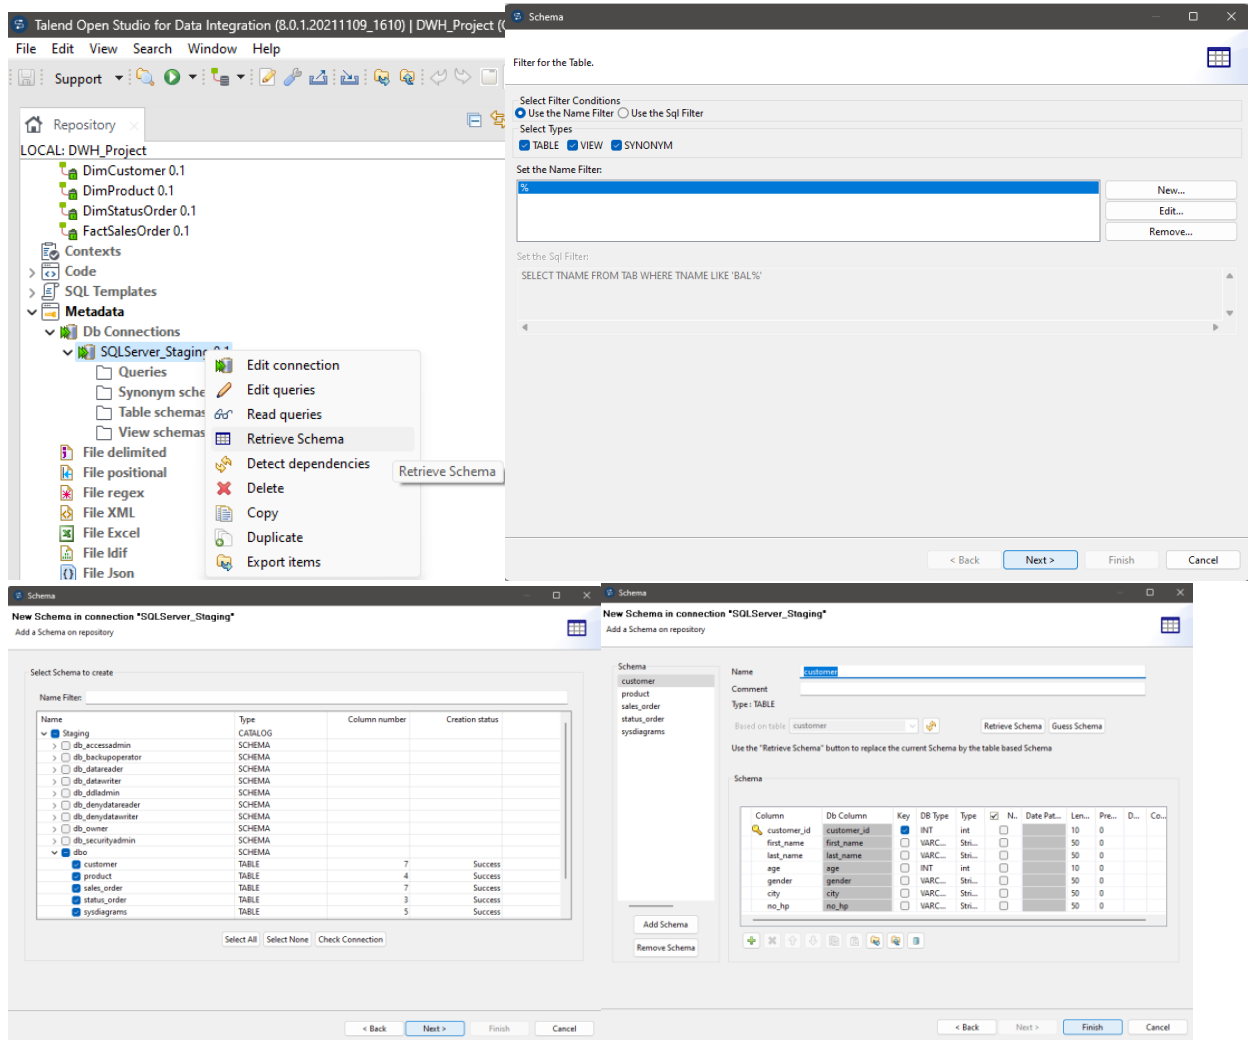 Talend Open Studio for Data Integration (8.0.1.20211109_1610) | DWH_Project (
File Edit View Search Window Help
Support
Repository
LOCAL: DWH_Project
DimCustomer 0.1
DimProduct 0.1
DimStatusOrder 0.1
FactSalesOrder 0.1
Contexts
Code
SQL Templates
Metadata
Db Connections
SQLServer_Staging 0.1
Queries
Synonym sche
Table schemas
View schemas
File delimited
File positional
File regex
File XML
File Excel
File ldif
File Json
Edit connection
Edit queries
Read queries
Retrieve Schema
Detect dependencies
Delete
Copy
Duplicate
Export items
Retrieve Schema
Schema
Filter for the Table.
Select Filter Conditions
Use the Name Filter Use the Sql Filter
Select Types
TABLE VIEW SYNONYM
Set the Name Filter:
%
New...
Edit...
Remove...
Set the Sql Filter:
SELECT TNAME FROM TAB WHERE TNAME LIKE 'BAL%'
< Back Next > Finish Cancel
Schema
New Schema in connection "SQLServer_Staging"
Add a Schema on repository
Select Schema to create
Name Filter:
Name Type Column number Creation status
Staging CATALOG
db_accessadmin SCHEMA
db_backupoperator SCHEMA
db_datareader SCHEMA
db_datawriter SCHEMA
db_ddladmin SCHEMA
db_denydatareader SCHEMA
db_denydatawriter SCHEMA
db_owner SCHEMA
db_securityadmin SCHEMA
dbo SCHEMA
customer TABLE 7 Success
product TABLE 4 Success
sales_order TABLE 7 Success
status_order TABLE 3 Success
sysdiagrams TABLE 5 Success
Select All Select None Check Connection
< Back Next > Finish Cancel
Schema
New Schema in connection "SQLServer_Staging"
Add a Schema on repository
Schema
customer
product
sales_order
status_order
sysdiagrams
Add Schema
Remove Schema
Name customer
Comment
Type : TABLE
Based on table customer Retrieve Schema Guess Schema
Use the "Retrieve Schema" button to replace the current Schema by the table based Schema
Schema
Column Db Column Key DB Type Type N.. Date Pat... Len... Pre... D... Co...
customer_id customer_id INT int 10 0
first_name first_name VARC... Stri... 50 0
last_name last_name VARC... Stri... 50 0
age age INT int 10 0
gender gender VARC... Stri... 50 0
city city VARC... Stri... 50 0
no_hp no_hp VARC... Stri... 50 0
< Back Next > Finish Cancel